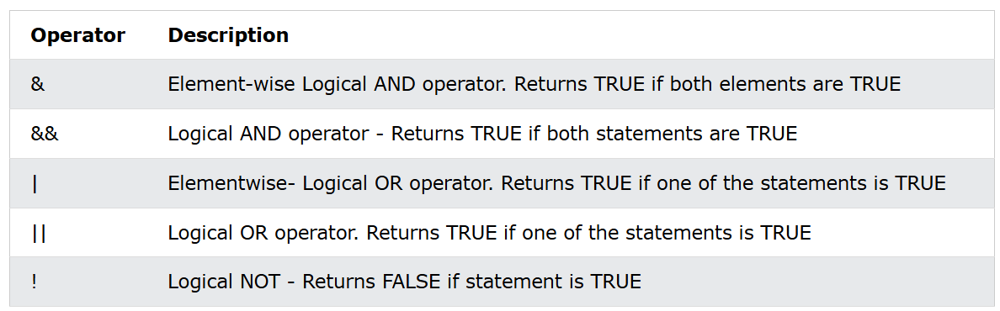 Operator Description
& Element-wise Logical AND operator. Returns TRUE if both elements are TRUE
&& Logical AND operator - Returns TRUE if both statements are TRUE
| Elementwise- Logical OR operator. Returns TRUE if one of the statements is TRUE
|| Logical OR operator. Returns TRUE if one of the statements is TRUE
! Logical NOT - Returns FALSE if statement is TRUE